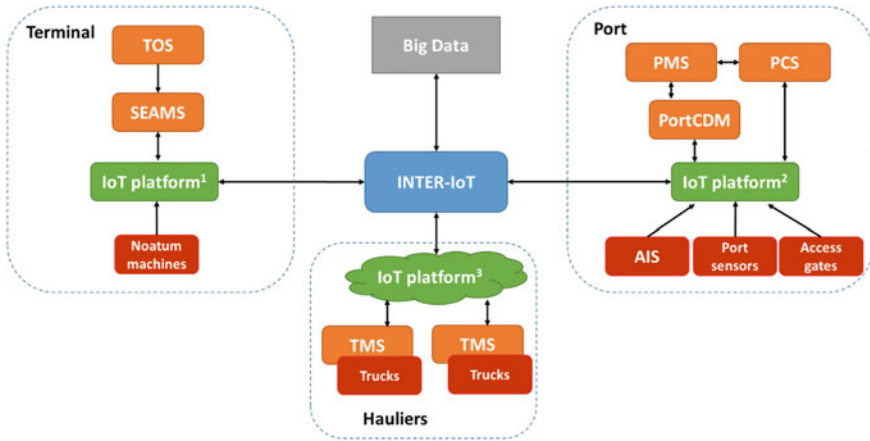 Terminal
TOS
SEAMS
IoT platform¹
Noatum
machines
Big Data
INTER-IoT
IoT platform³
TMS
Trucks
TMS
Trucks
Hauliers
Port
PMS
PCS
PortCDM
IoT platform²
AIS
Port
sensors
Access
gates